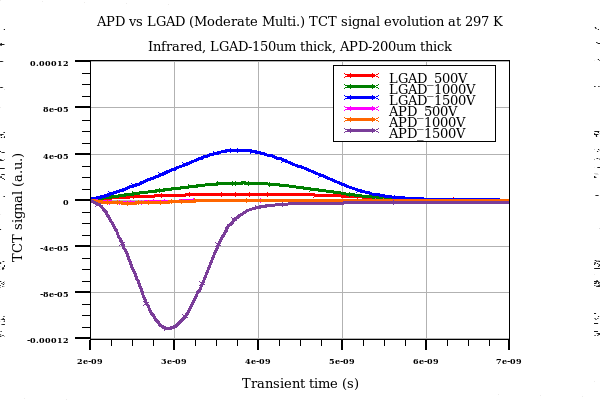 APD vs LGAD (Moderate Multi.) TCT signal evolution at 297 K
Infrared, LGAD-150um thick, APD-200um thick
0.00012
8e-05
4e-05
0
-4e-05
-8e-05
-0.00012
TCT signal (a.u.)
LGAD_500V
LGAD_1000V
LGAD_1500V
APD_500V
APD_1000V
APD_1500V
2e-09 3e-09 4e-09 5e-09 6e-09 7e-09
Transient time (s)